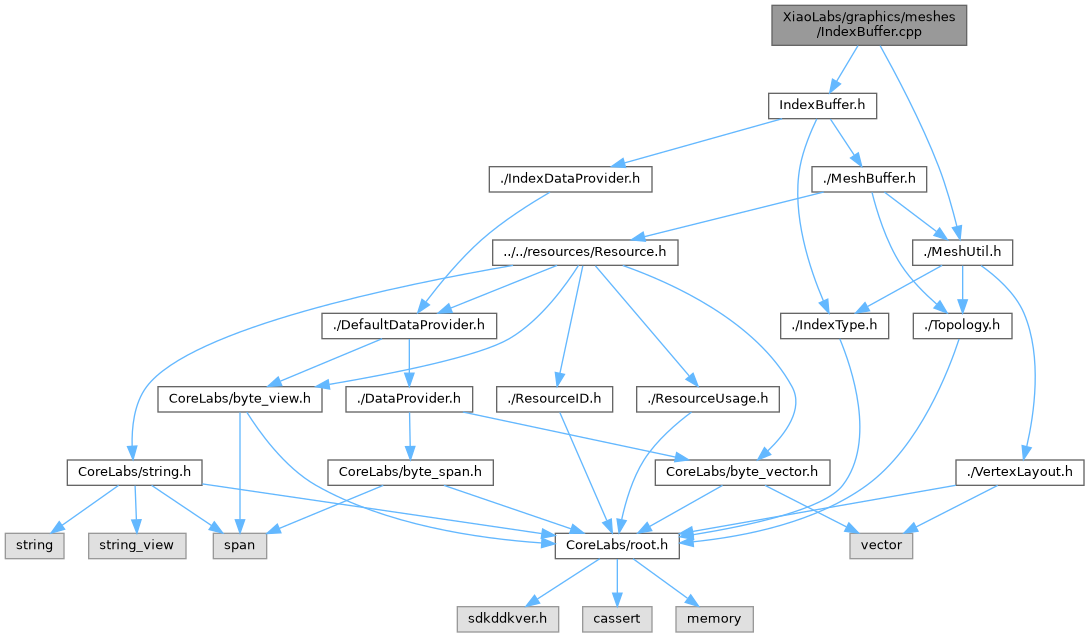 XiaoLabs/graphics/meshes
/IndexBuffer.cpp
IndexBuffer.h
./IndexDataProvider.h
./MeshBuffer.h
../../resources/Resource.h
./MeshUtil.h
./DefaultDataProvider.h
./IndexType.h
./Topology.h
CoreLabs/byte_view.h
./DataProvider.h
./ResourceID.h
./ResourceUsage.h
CoreLabs/string.h
CoreLabs/byte_span.h
CoreLabs/byte_vector.h
./VertexLayout.h
string
string_view
span
CoreLabs/root.h
vector
sdkddkver.h
cassert
memory